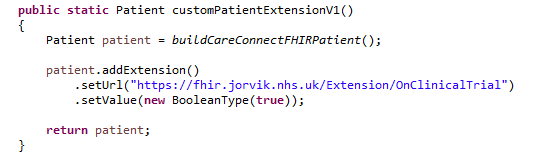 public static Patient customPatientExtensionV1()
{
    Patient patient = buildCareConnectFHIRPatient();
    patient.addExtension()
        .setUrl("https://fhir.jorvik.nhs.uk/Extension/OnClinicalTrial")
        .setValue(new BooleanType(true));
    return patient;
}